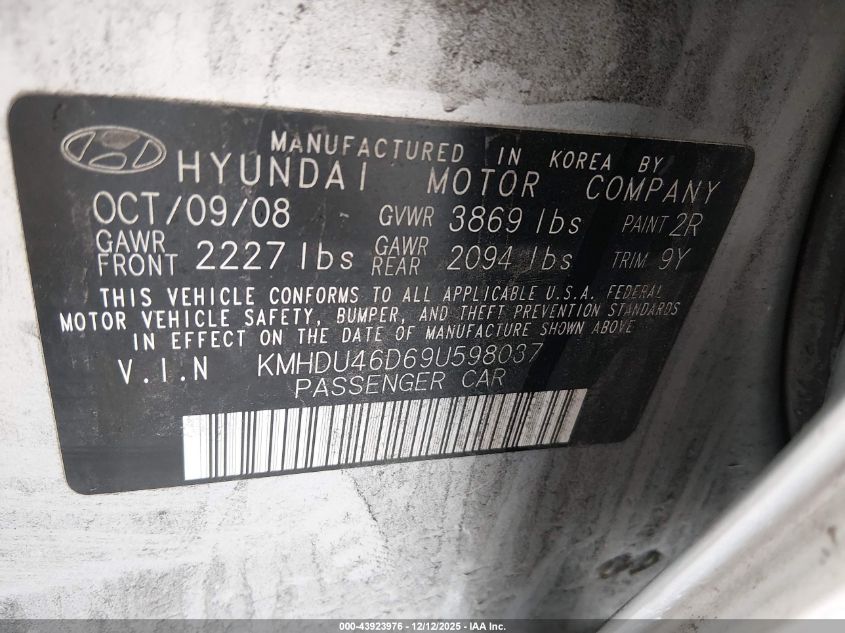 MANUFACTURED IN KOREA BY
HYUNDAI MOTOR COMPANY
OCT/09/08 GVWR 3869 lbs PAINT 2R
GAWR FRONT 2227 lbs GAWR REAR 2094 lbs TRIM 9Y
THIS VEHICLE CONFORMS TO ALL APPLICABLE U.S.A. FEDERAL
MOTOR VEHICLE SAFETY, BUMPER, AND THEFT PREVENTION STANDARDS
IN EFFECT ON THE DATE OF MANUFACTURE SHOWN ABOVE
V.I.N KMHDU46D69U598037
PASSENGER CAR
000-43923976 - 12/12/2025 - IAA Inc.